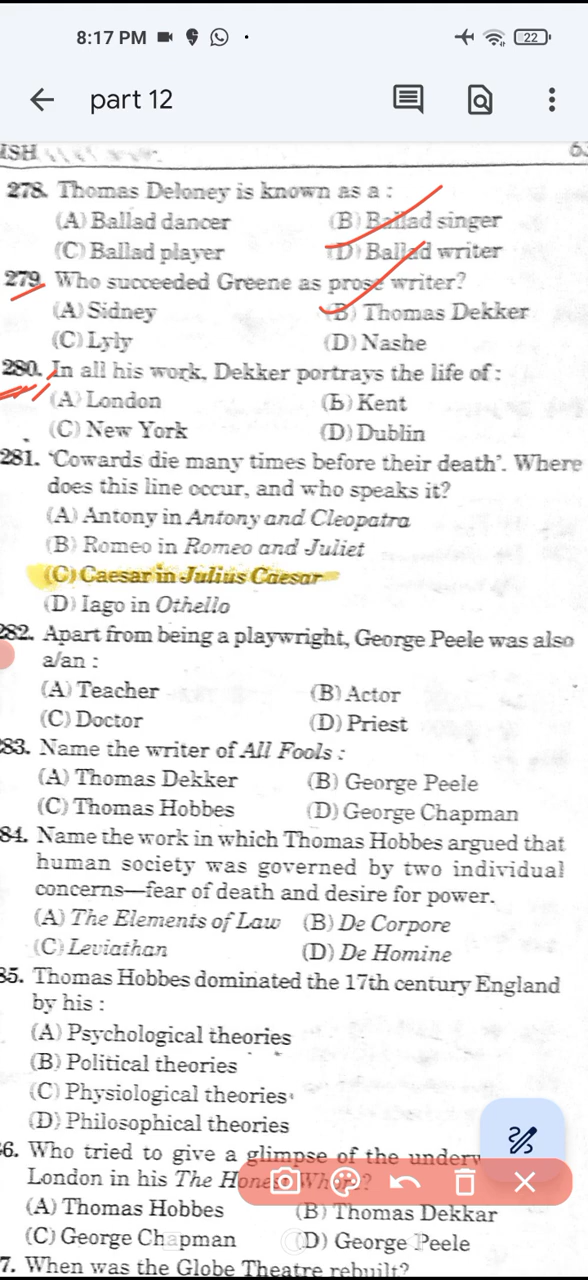 8:17 PM
22
part 12
ISH
63
278. Thomas Deloney is known as a :
(A) Ballad dancer (B) Ballad singer
(C) Ballad player (D) Ballad writer
279. Who succeeded Greene as prose writer?
(A) Sidney (B) Thomas Dekker
(C) Lyly (D) Nashe
280. In all his work, Dekker portrays the life of :
(A) London (B) Kent
(C) New York (D) Dublin
281. ‘Cowards die many times before their death’. Where
does this line occur, and who speaks it?
(A) Antony in Antony and Cleopatra
(B) Romeo in Romeo and Juliet
(C) Caesar in Julius Caesar
(D) Iago in Othello
282. Apart from being a playwright, George Peele was also
a/an :
(A) Teacher (B) Actor
(C) Doctor (D) Priest
283. Name the writer of All Fools :
(A) Thomas Dekker (B) George Peele
(C) Thomas Hobbes (D) George Chapman
84. Name the work in which Thomas Hobbes argued that
human society was governed by two individual
concerns—fear of death and desire for power.
(A) The Elements of Law (B) De Corpore
(C) Leviathan (D) De Homine
85. Thomas Hobbes dominated the 17th century England
by his :
(A) Psychological theories
(B) Political theories
(C) Physiological theories
(D) Philosophical theories
6. Who tried to give a glimpse of the underw
London in his The Honest Whore?
(A) Thomas Hobbes (B) Thomas Dekkar
(C) George Chapman (D) George Peele
7. When was the Globe Theatre rebuilt?